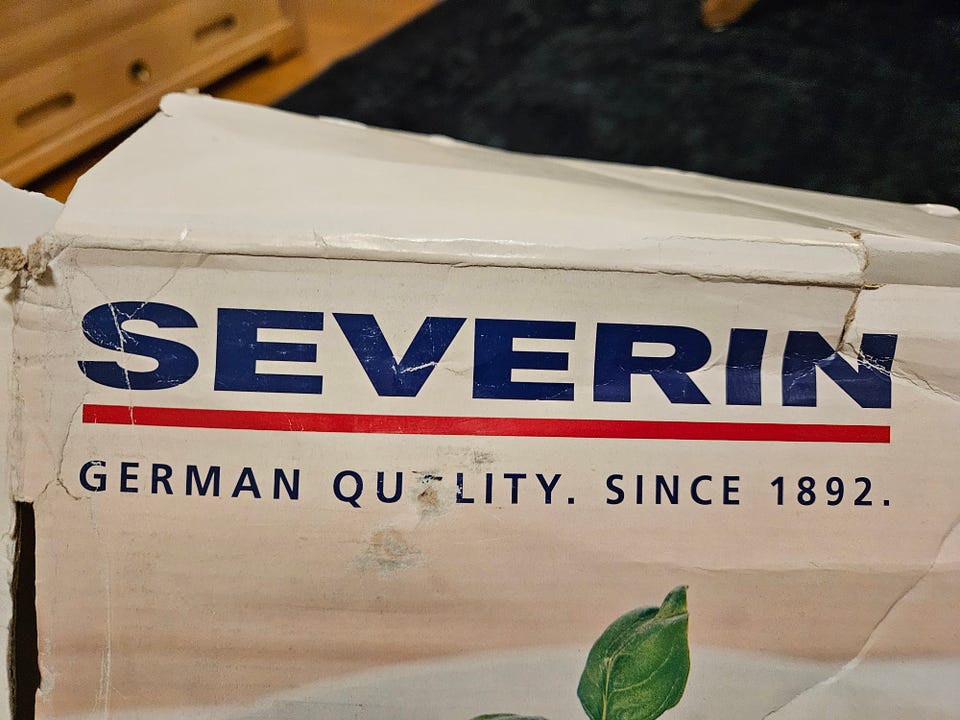 SEVERIN
GERMAN QUALITY. SINCE 1892.